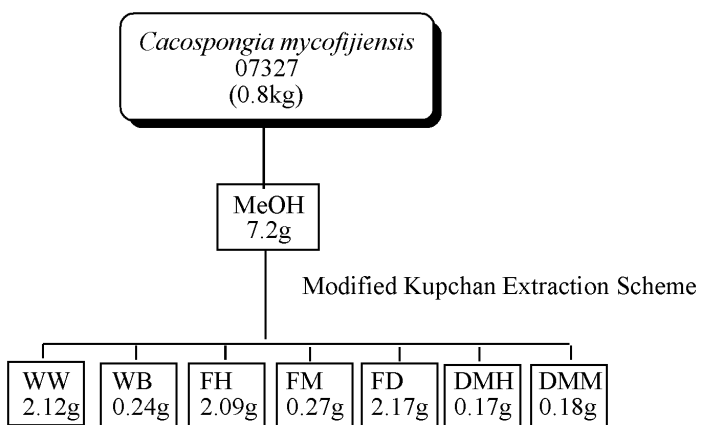 Cacospongia mycofijiensis
07327
(0.8kg)
MeOH
7.2g
Modified Kupchan Extraction Scheme
WW WB FH FM FD DMH DMM
2.12g 0.24g 2.09g 0.27g 2.17g 0.17g 0.18g